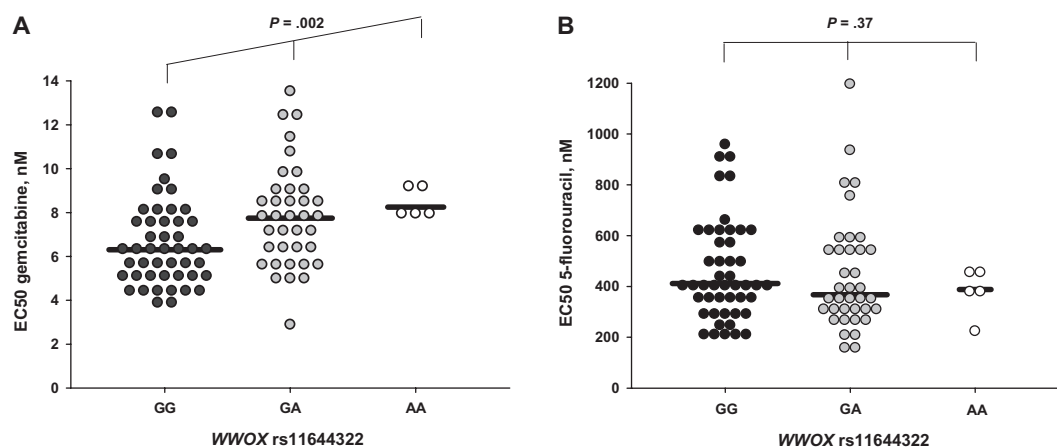 A
P = .002
EC50 gemcitabine, nM
14
12
10
8
6
4
2
0
GG GA AA
WWOX rs11644322
B
P = .37
EC50 5-fluorouracil, nM
1200
1000
800
600
400
200
0
GG GA AA
WWOX rs11644322